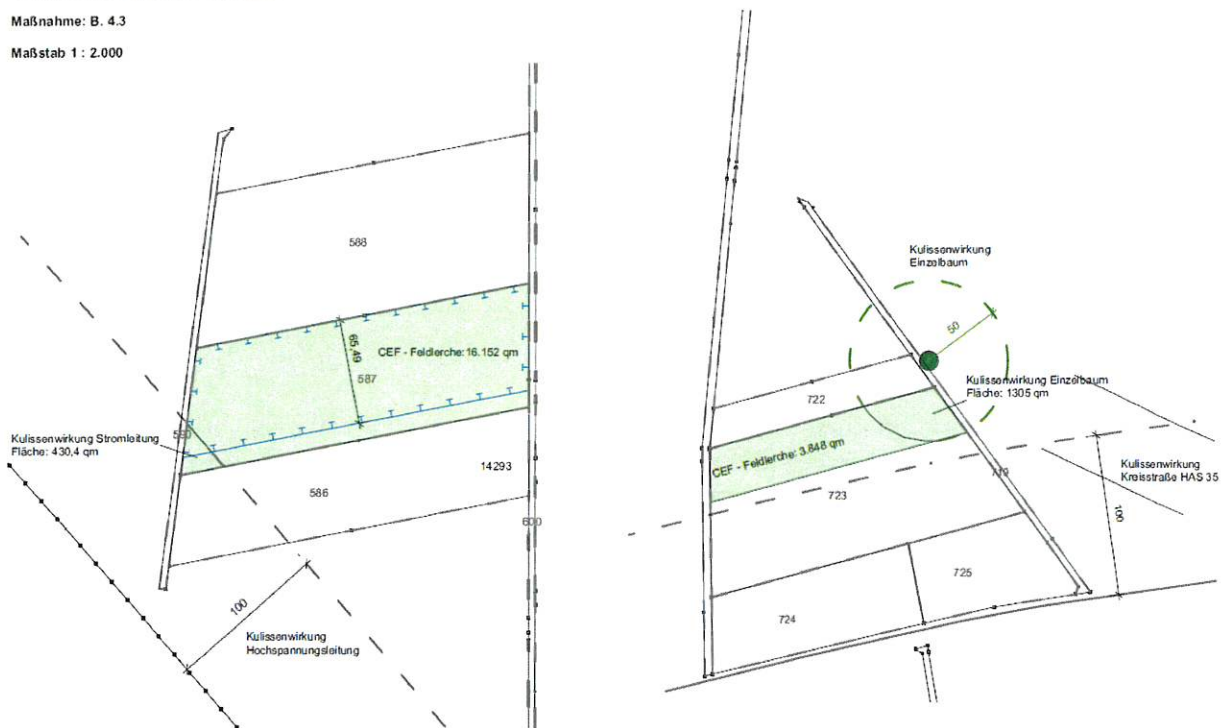 Maßnahme: B. 4.3
Maßstab 1 : 2.000
588
65,49
CEF - Feldlerche: 16.152 qm
587
Kulissenwirkung Stromleitung
Fläche: 430,4 qm
14293
586
600
100
Kulissenwirkung
Hochspannungsleitung
Kulissenwirkung
Einzelbaum
50
Kulissenwirkung Einzelbaum
Fläche: 1305 qm
722
CEF - Feldlerche: 3.848 qm
719
723
Kulissenwirkung
Kreisstraße HAS 35
100
725
724